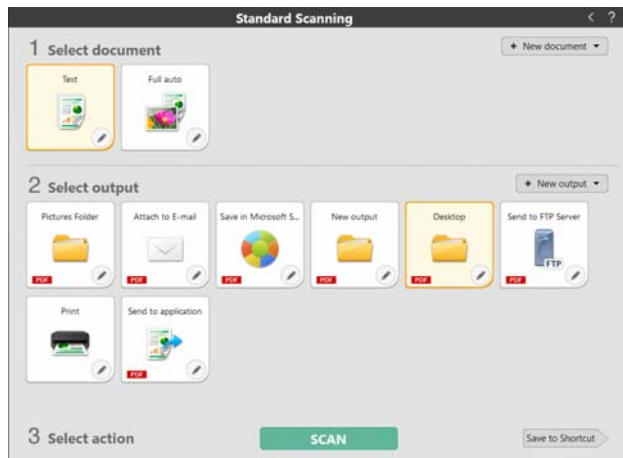 Standard Scanning < ?
1 Select document + New document
Text Full auto
2 Select output + New output
Pictures Folder Attach to E-mail Save in Microsoft S... New output Desktop Send to FTP Server
PDF PDF PDF PDF PDF FTP PDF
Print Send to application
PDF
3 Select action SCAN Save to Shortcut